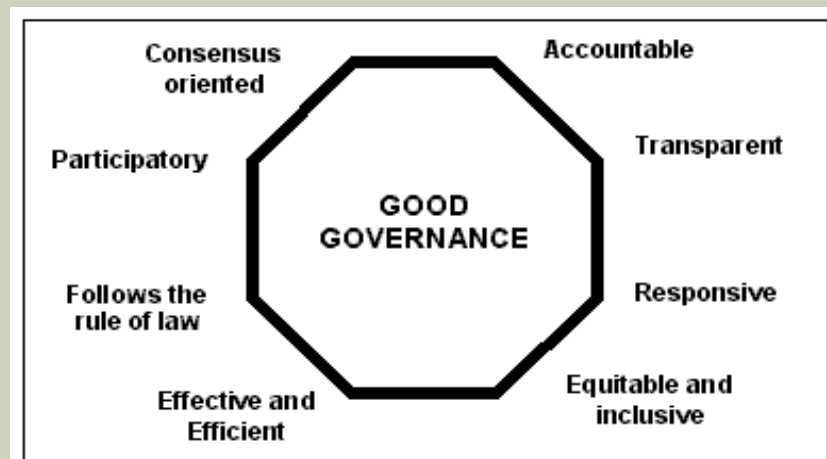 Consensus
oriented
Accountable
Participatory
Transparent
GOOD
GOVERNANCE
Follows the
rule of law
Responsive
Effective and
Efficient
Equitable and
inclusive